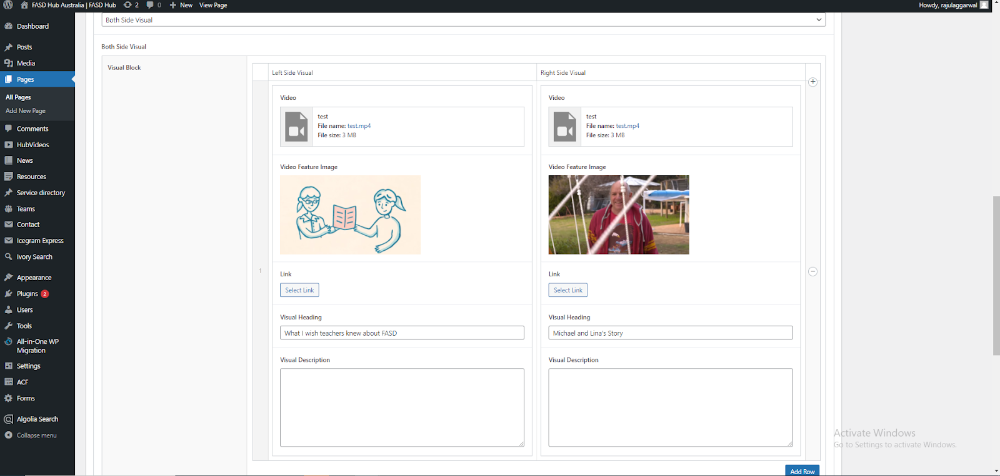 FASD Hub Australia | FASD Hub 2 0 New View Page Howdy, rajulaggarwal
Dashboard
Posts
Media
Pages
All Pages
Add New Page
Comments
HubVideos
News
Resources
Service directory
Teams
Contact
Icegram Express
Ivory Search
Appearance
Plugins 2
Users
Tools
All-in-One WP
Migration
Settings
ACF
Forms
Algolia Search
Collapse menu
Both Side Visual
Both Side Visual
Visual Block
Left Side Visual
Right Side Visual
1
Video
test
File name: test.mp4
File size: 3 MB
Video Feature Image
Link
Select Link
Visual Heading
What I wish teachers knew about FASD
Visual Description
Video
test
File name: test.mp4
File size: 3 MB
Video Feature Image
Link
Select Link
Visual Heading
Michael and Lina's Story
Visual Description
Add Row
Activate Windows
Go to Settings to activate Windows.